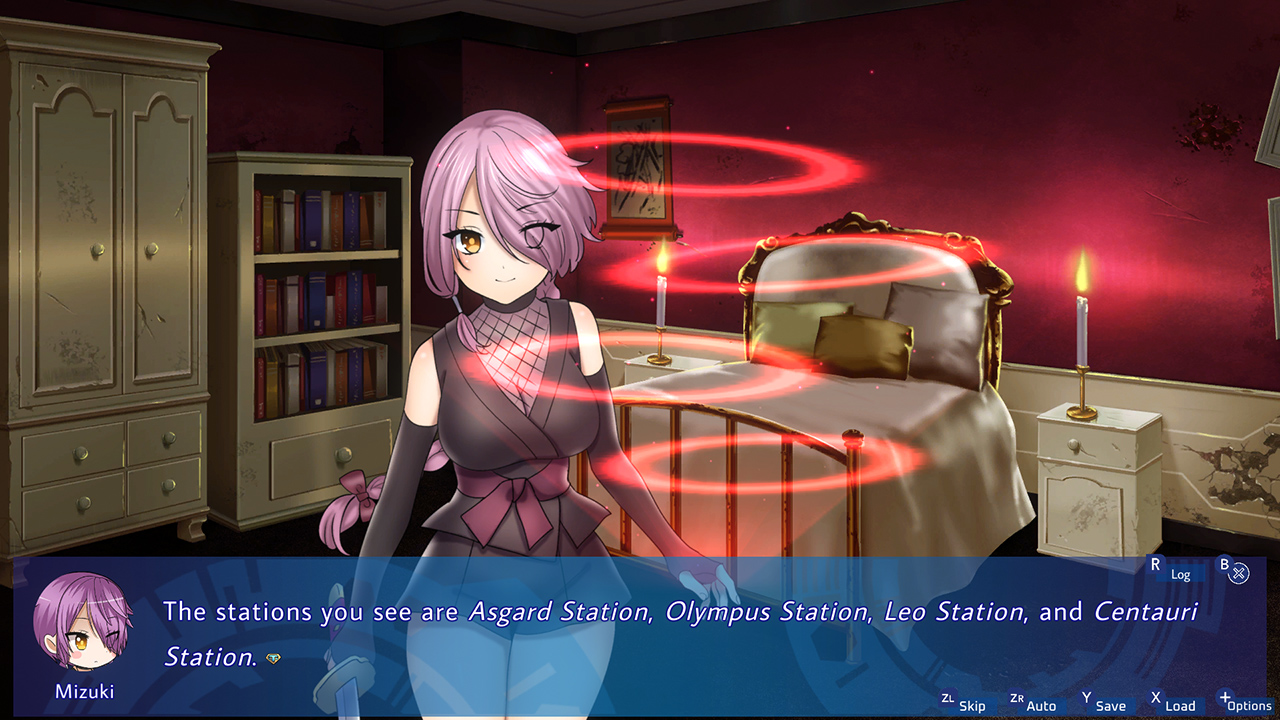 The stations you see are Asgard Station, Olympus Station, Leo Station, and Centauri
Station.
Mizuki
R Log B
ZL Skip ZR Auto Y Save X Load + Options